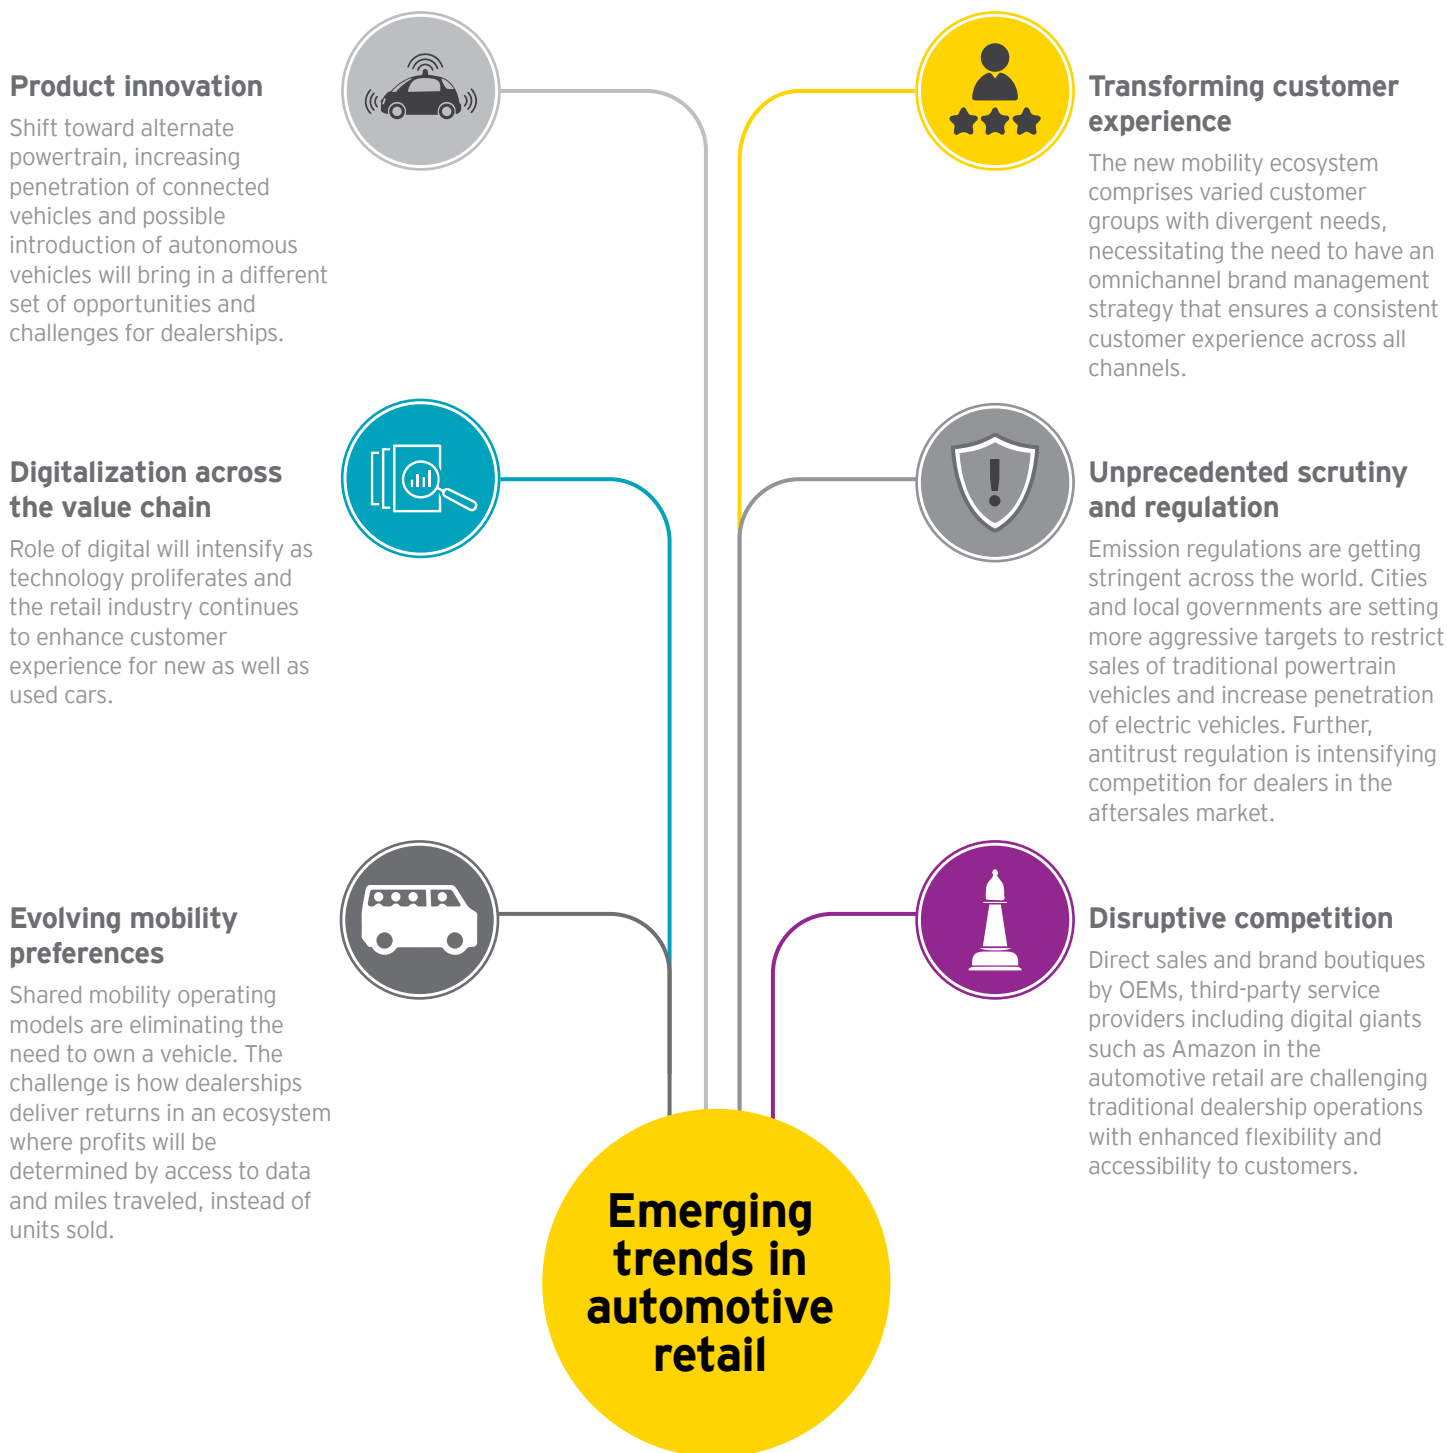 Product innovation
Shift toward alternate
powertrain, increasing
penetration of connected
vehicles and possible
introduction of autonomous
vehicles will bring in a different
set of opportunities and
challenges for dealerships.
Digitalization across
the value chain
Role of digital will intensify as
technology proliferates and
the retail industry continues
to enhance customer
experience for new as well as
used cars.
Evolving mobility
preferences
Shared mobility operating
models are eliminating the
need to own a vehicle. The
challenge is how dealerships
deliver returns in an ecosystem
where profits will be
determined by access to data
and miles traveled, instead of
units sold.
Transforming customer
experience
The new mobility ecosystem
comprises varied customer
groups with divergent needs,
necessitating the need to have an
omnichannel brand management
strategy that ensures a consistent
customer experience across all
channels.
Unprecedented scrutiny
and regulation
Emission regulations are getting
stringent across the world. Cities
and local governments are setting
more aggressive targets to restrict
sales of traditional powertrain
vehicles and increase penetration
of electric vehicles. Further,
antitrust regulation is intensifying
competition for dealers in the
aftersales market.
Disruptive competition
Direct sales and brand boutiques
by OEMs, third-party service
providers including digital giants
such as Amazon in the
automotive retail are challenging
traditional dealership operations
with enhanced flexibility and
accessibility to customers.
Emerging
trends in
automotive
retail